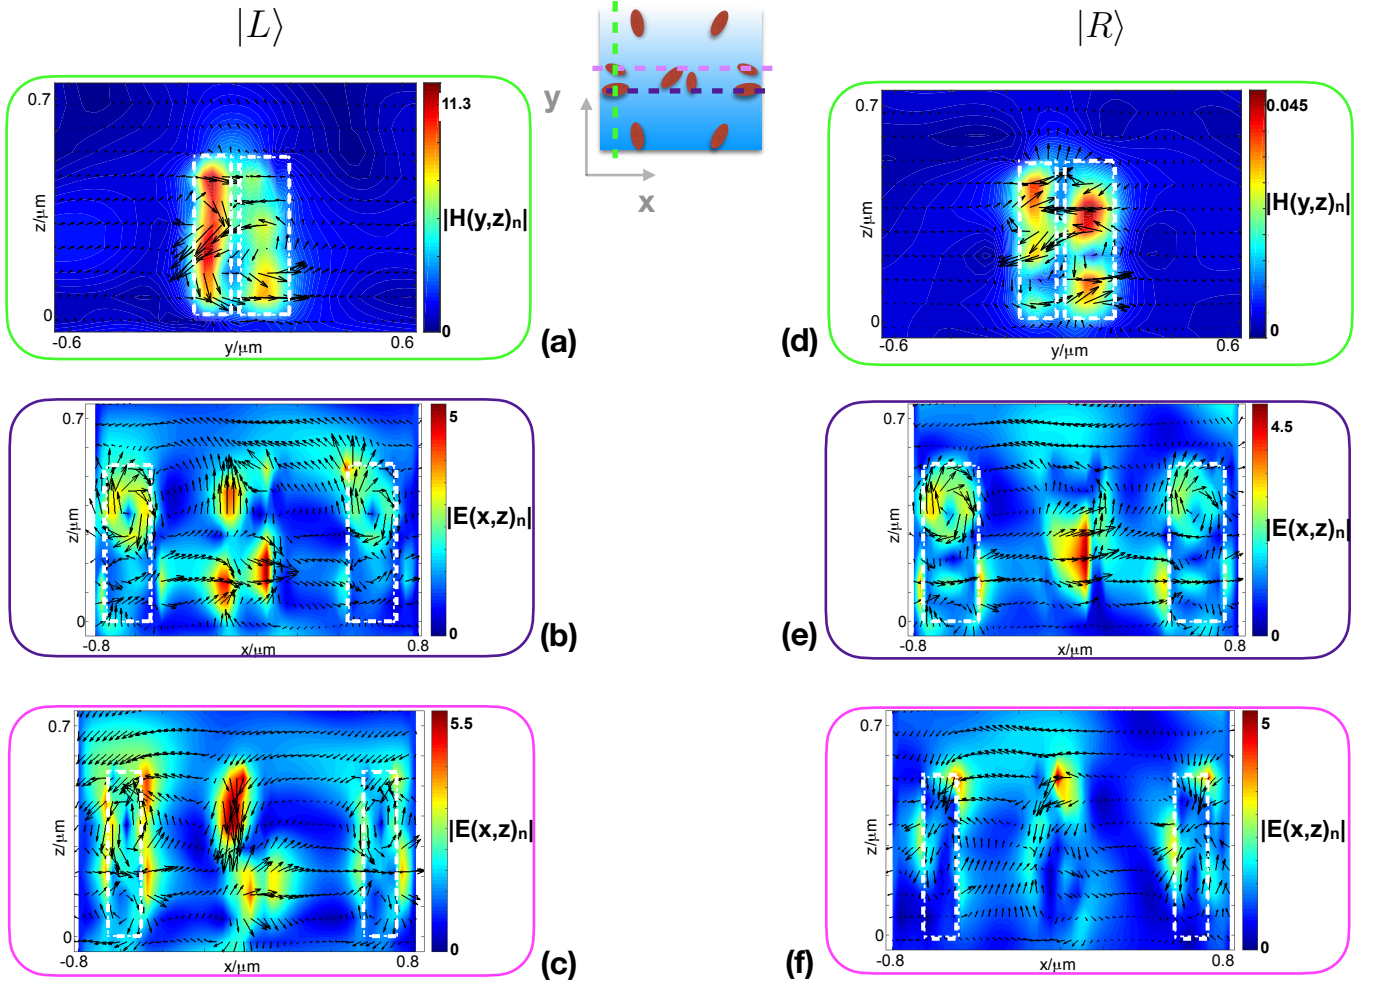 |L⟩
|R⟩
y
x
0.7
z/µm
0
-0.6
y/µm
0.6
11.3
|H(y,z)n|
0
(a)
0.7
z/µm
0
-0.6
y/µm
0.6
0.045
|H(y,z)n|
0
(d)
0.7
z/µm
0
-0.8
x/µm
0.8
5
|E(x,z)n|
0
(b)
0.7
z/µm
0
-0.8
x/µm
0.8
4.5
|E(x,z)n|
0
(e)
0.7
z/µm
0
-0.8
x/µm
0.8
5.5
|E(x,z)n|
0
(c)
0.7
z/µm
0
-0.8
x/µm
0.8
5
|E(x,z)n|
0
(f)